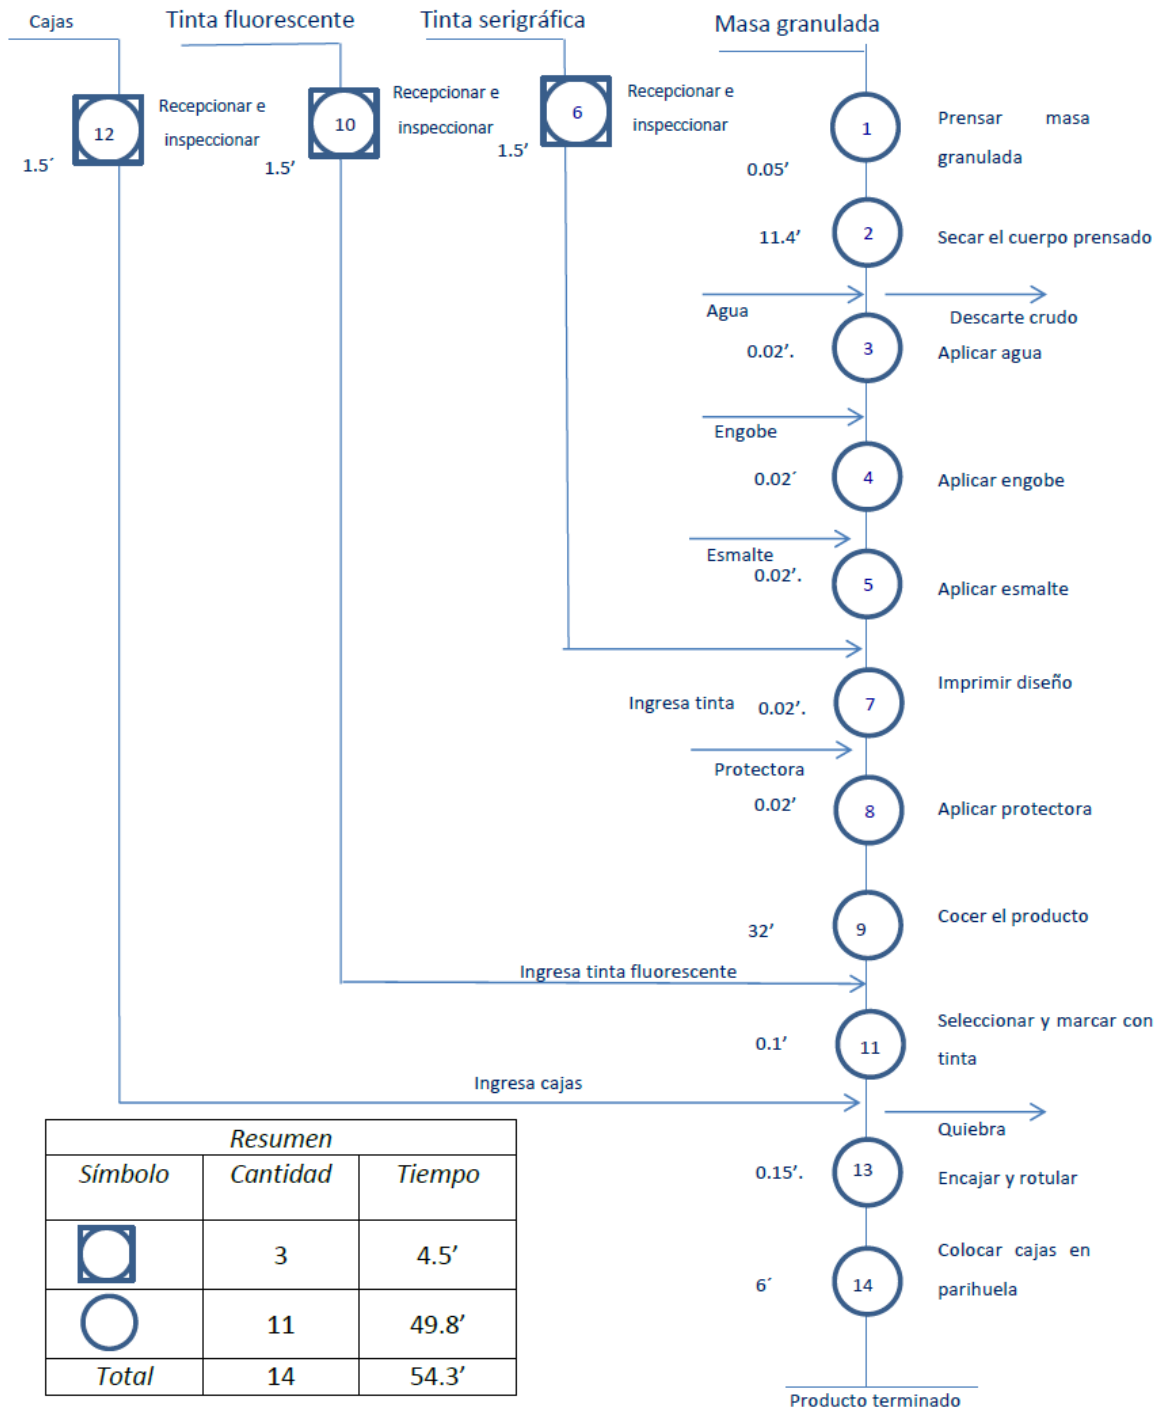 Cajas
Tinta fluorescente
Tinta serigráfica
Masa granulada
12
Recepcionar e
inspeccionar
1.5´
10
Recepcionar e
inspeccionar
1.5’
6
Recepcionar e
inspeccionar
1.5’
1
Prensar masa
granulada
0.05’
2
11.4’
Secar el cuerpo prensado
Agua
Descarte crudo
0.02’.
3
Aplicar agua
Engobe
0.02´
4
Aplicar engobe
Esmalte
0.02’.
5
Aplicar esmalte
Imprimir diseño
Ingresa tinta
0.02’.
7
Protectora
0.02’
8
Aplicar protectora
Cocer el producto
32’
9
Ingresa tinta fluorescente
Seleccionar y marcar con
tinta
0.1’
11
Ingresa cajas
Quiebra
0.15’.
13
Encajar y rotular
Colocar cajas en
parihuela
6´
14
Producto terminado
Resumen
Símbolo Cantidad Tiempo
3 4.5’
11 49.8’
Total 14 54.3’